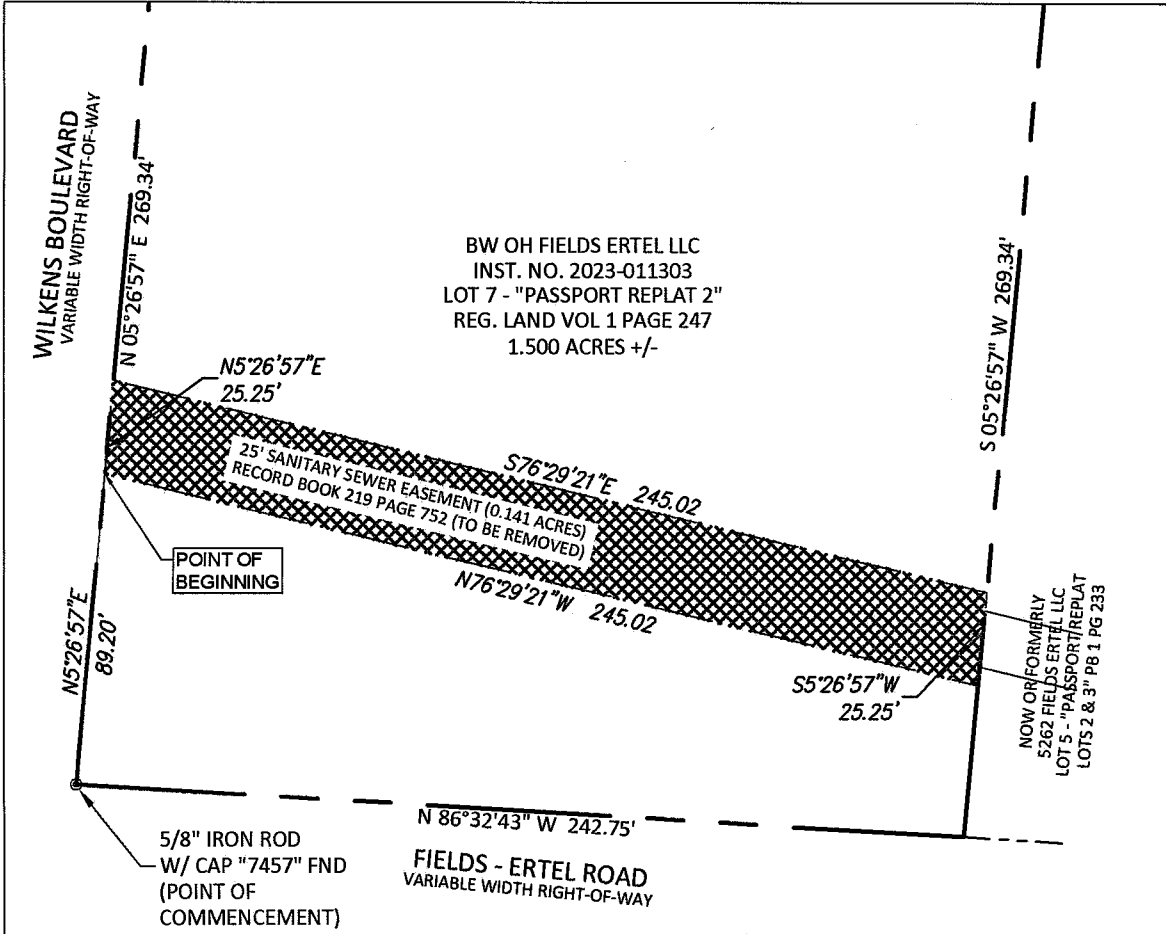 WILKENS BOULEVARD
VARIABLE WIDTH RIGHT-OF-WAY
N 05°26'57" E 269.34'
BW OH FIELDS ERTEL LLC
INST. NO. 2023-011303
LOT 7 - "PASSPORT REPLAT 2"
REG. LAND VOL 1 PAGE 247
1.500 ACRES +/-
S 05°26'57" W 269.34'
N5°26'57"E
25.25'
S76°29'21"E 245.02
25' SANITARY SEWER EASEMENT (0.141 ACRES)
RECORD BOOK 219 PAGE 752 (TO BE REMOVED)
N76°29'21"W 245.02
POINT OF
BEGINNING
N5°26'57"E
89.20'
S5°26'57"W
25.25'
NOW OR FORMERLY
5262 FIELDS ERTEL LLC
LOT 5 - "PASSPORT REPLAT
LOTS 2 & 3" PB 1 PG 233
N 86°32'43" W 242.75'
5/8" IRON ROD
W/ CAP "7457" FND
(POINT OF
COMMENCEMENT)
FIELDS - ERTEL ROAD
VARIABLE WIDTH RIGHT-OF-WAY